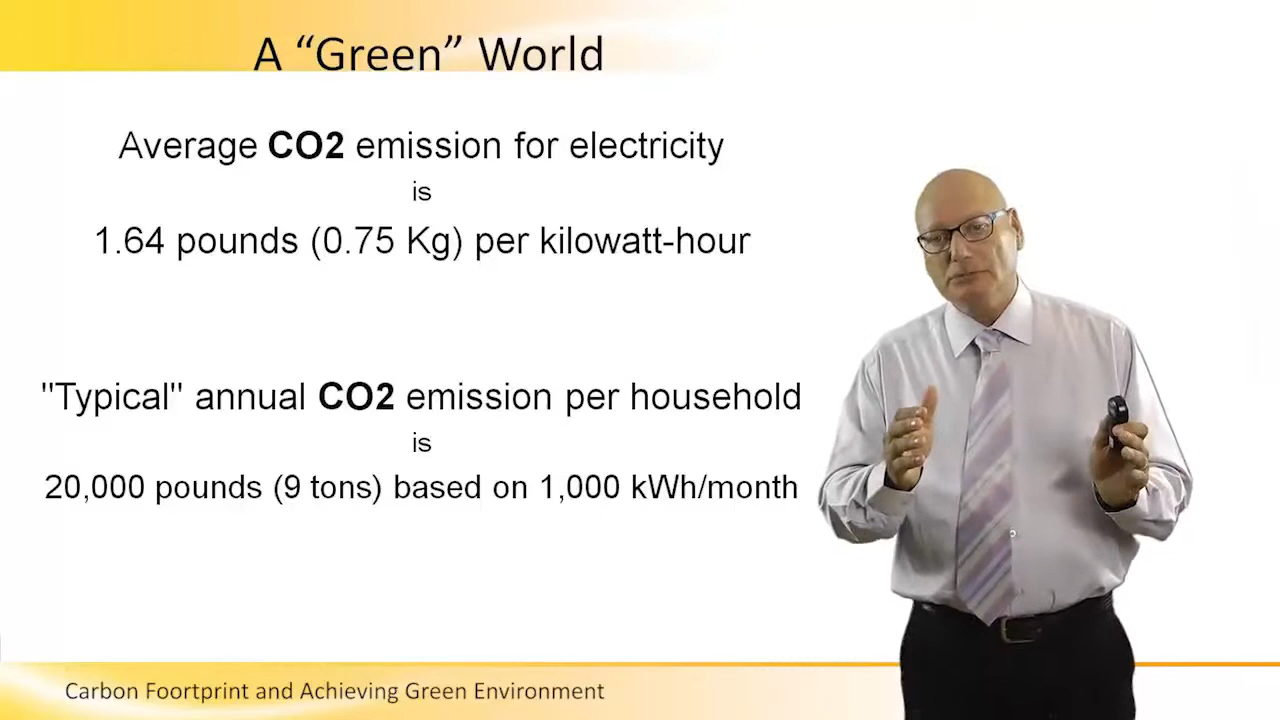 A “Green” World
Average CO2 emission for electricity
is
1.64 pounds (0.75 Kg) per kilowatt-hour
"Typical" annual CO2 emission per household
is
20,000 pounds (9 tons) based on 1,000 kWh/month
Carbon Foortprint and Achieving Green Environment